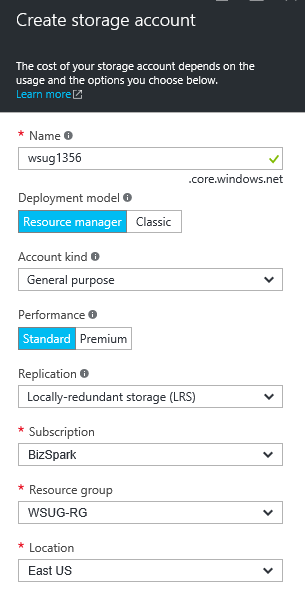 Create storage account
The cost of your storage account depends on the
usage and the options you choose below.
Learn more
* Name
wsug1356
.core.windows.net
Deployment model
Resource manager Classic
Account kind
General purpose
Performance
Standard Premium
Replication
Locally-redundant storage (LRS)
* Subscription
BizSpark
* Resource group
WSUG-RG
* Location
East US